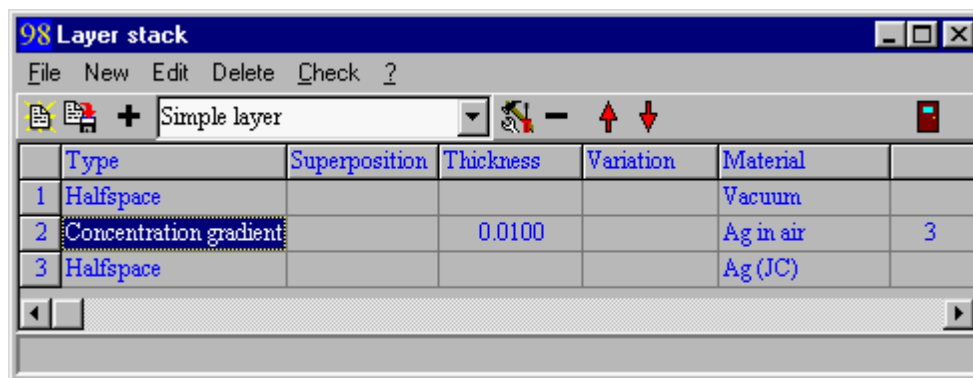 98 Layer stack
File New Edit Delete Check ?
Simple layer
Type Superposition Thickness Variation Material
1 Halfspace Vacuum
2 Concentration gradient 0.0100 Ag in air 3
3 Halfspace Ag (JC)